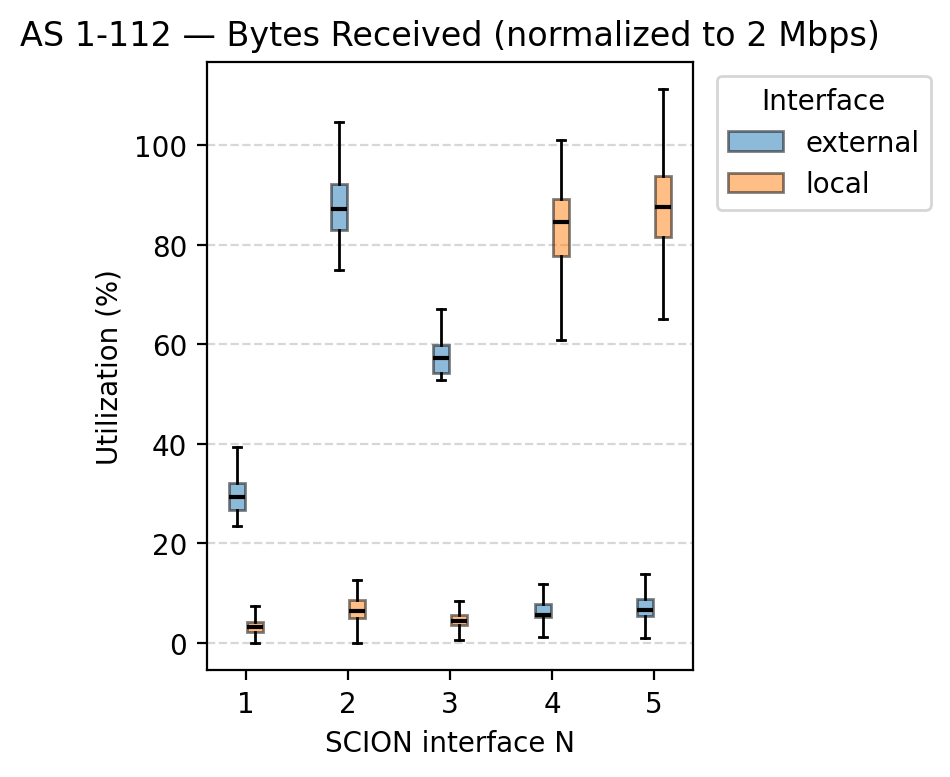 AS 1-112 — Bytes Received (normalized to 2 Mbps)
Interface
external
local
Utilization (%)
100
80
60
40
20
0
1 2 3 4 5
SCION interface N